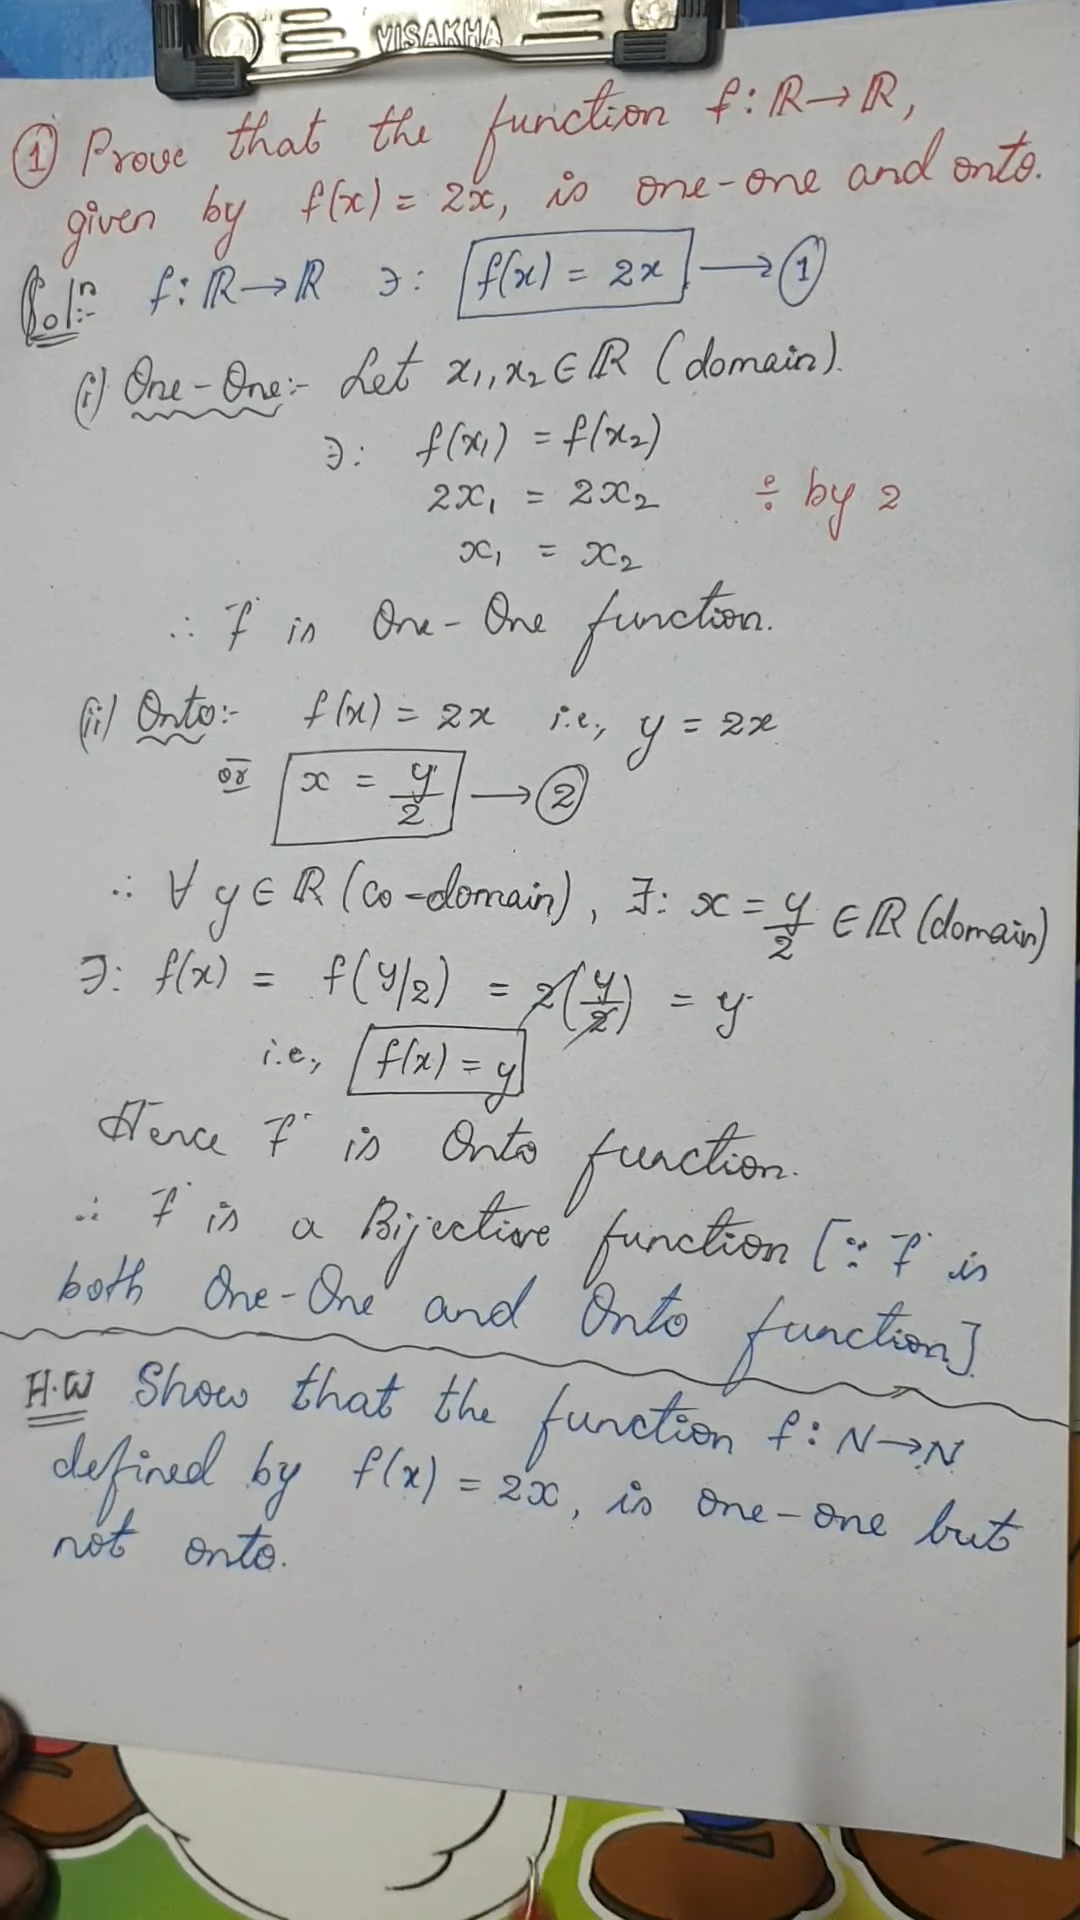 VISAKHA
① Prove that the function f: ℝ→ℝ,
given by f(x) = 2x, is one-one and onto.
Solⁿ:- f: ℝ→ℝ ∋: f(x) = 2x → ①
(i) One-One:- Let x₁, x₂ ∈ ℝ (domain).
∋: f(x₁) = f(x₂)
2x₁ = 2x₂ ÷ by 2
x₁ = x₂
∴ 'f' is One-One function.
(ii) Onto:- f(x) = 2x i.e., y = 2x
or x = y/2 → ②
∴ ∀ y ∈ ℝ (co-domain), ∃: x = y/2 ∈ ℝ (domain)
∋: f(x) = f(y/2) = 2(y/2) = y
i.e., f(x) = y
Hence 'f' is Onto function.
∴ 'f' is a Bijective function [∵ 'f' is
both One-One and Onto function]
H.W Show that the function f: N→N
defined by f(x) = 2x, is one-one but
not onto.